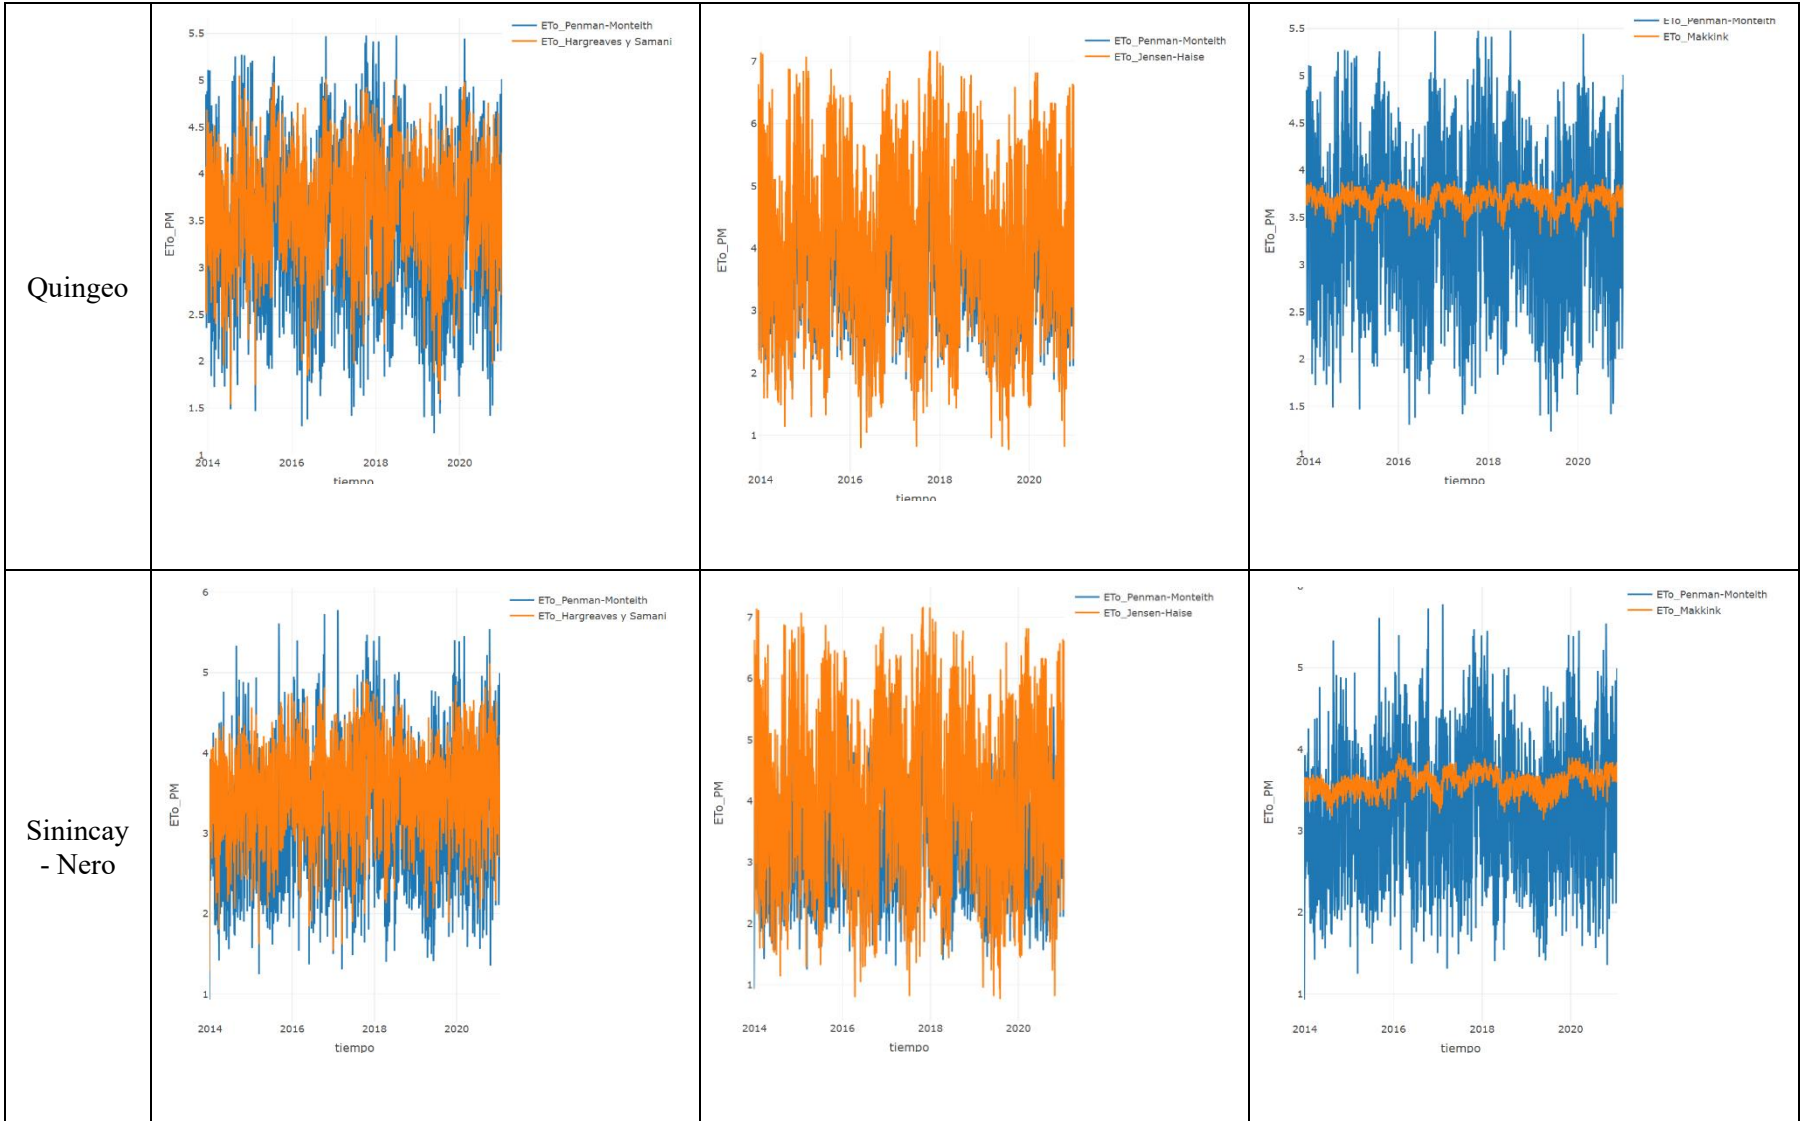 Quingeo
ETo_Penman-Monteith
ETo_Hargreaves y Samani
5.5
5
4.5
4
3.5
3
2.5
2
1.5
1
ETo_PM
2014
2016
2018
2020
tiempo
ETo_Penman-Monteith
ETo_Jensen-Haise
7
6
5
4
3
2
1
ETo_PM
2014
2016
2018
2020
tiempo
ETo_Penman-Monteith
ETo_Makkink
5.5
5
4.5
4
3.5
3
2.5
2
1.5
1
ETo_PM
2014
2016
2018
2020
tiempo
Sinincay
- Nero
ETo_Penman-Monteith
ETo_Hargreaves y Samani
6
5
4
3
2
1
ETo_PM
2014
2016
2018
2020
tiempo
ETo_Penman-Monteith
ETo_Jensen-Haise
7
6
5
4
3
2
1
ETo_PM
2014
2016
2018
2020
tiempo
ETo_Penman-Monteith
ETo_Makkink
5
4
3
2
1
ETo_PM
2014
2016
2018
2020
tiempo